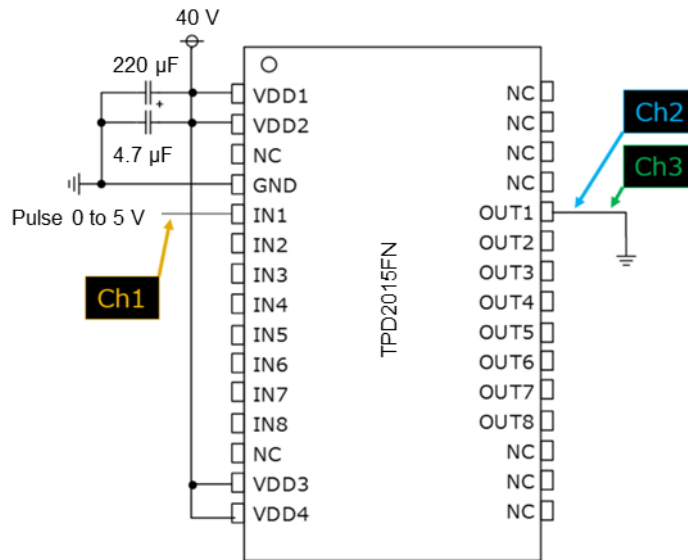 40 V
220 µF
+
4.7 µF
Pulse 0 to 5 V
Ch1
VDD1
VDD2
NC
GND
IN1
IN2
IN3
IN4
IN5
IN6
IN7
IN8
NC
VDD3
VDD4
TPD2015FN
NC
NC
NC
NC
OUT1
OUT2
OUT3
OUT4
OUT5
OUT6
OUT7
OUT8
NC
NC
NC
Ch2
Ch3